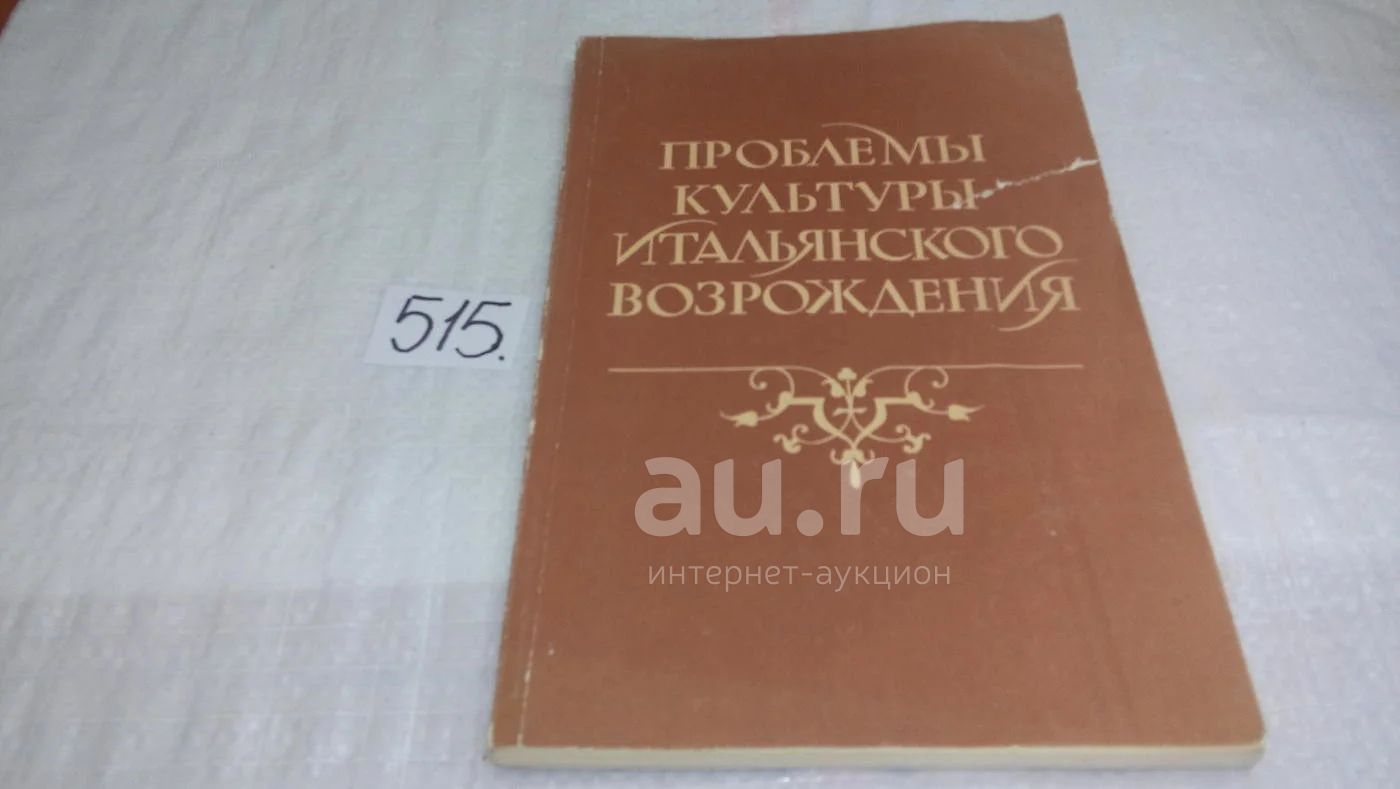 ПРОБЛЕМЫ
КУЛЬТУРЫ
ИТАЛЬЯНСКОГО
ВОЗРОЖДЕНИЯ
515.
au.ru
интернет-аукцион